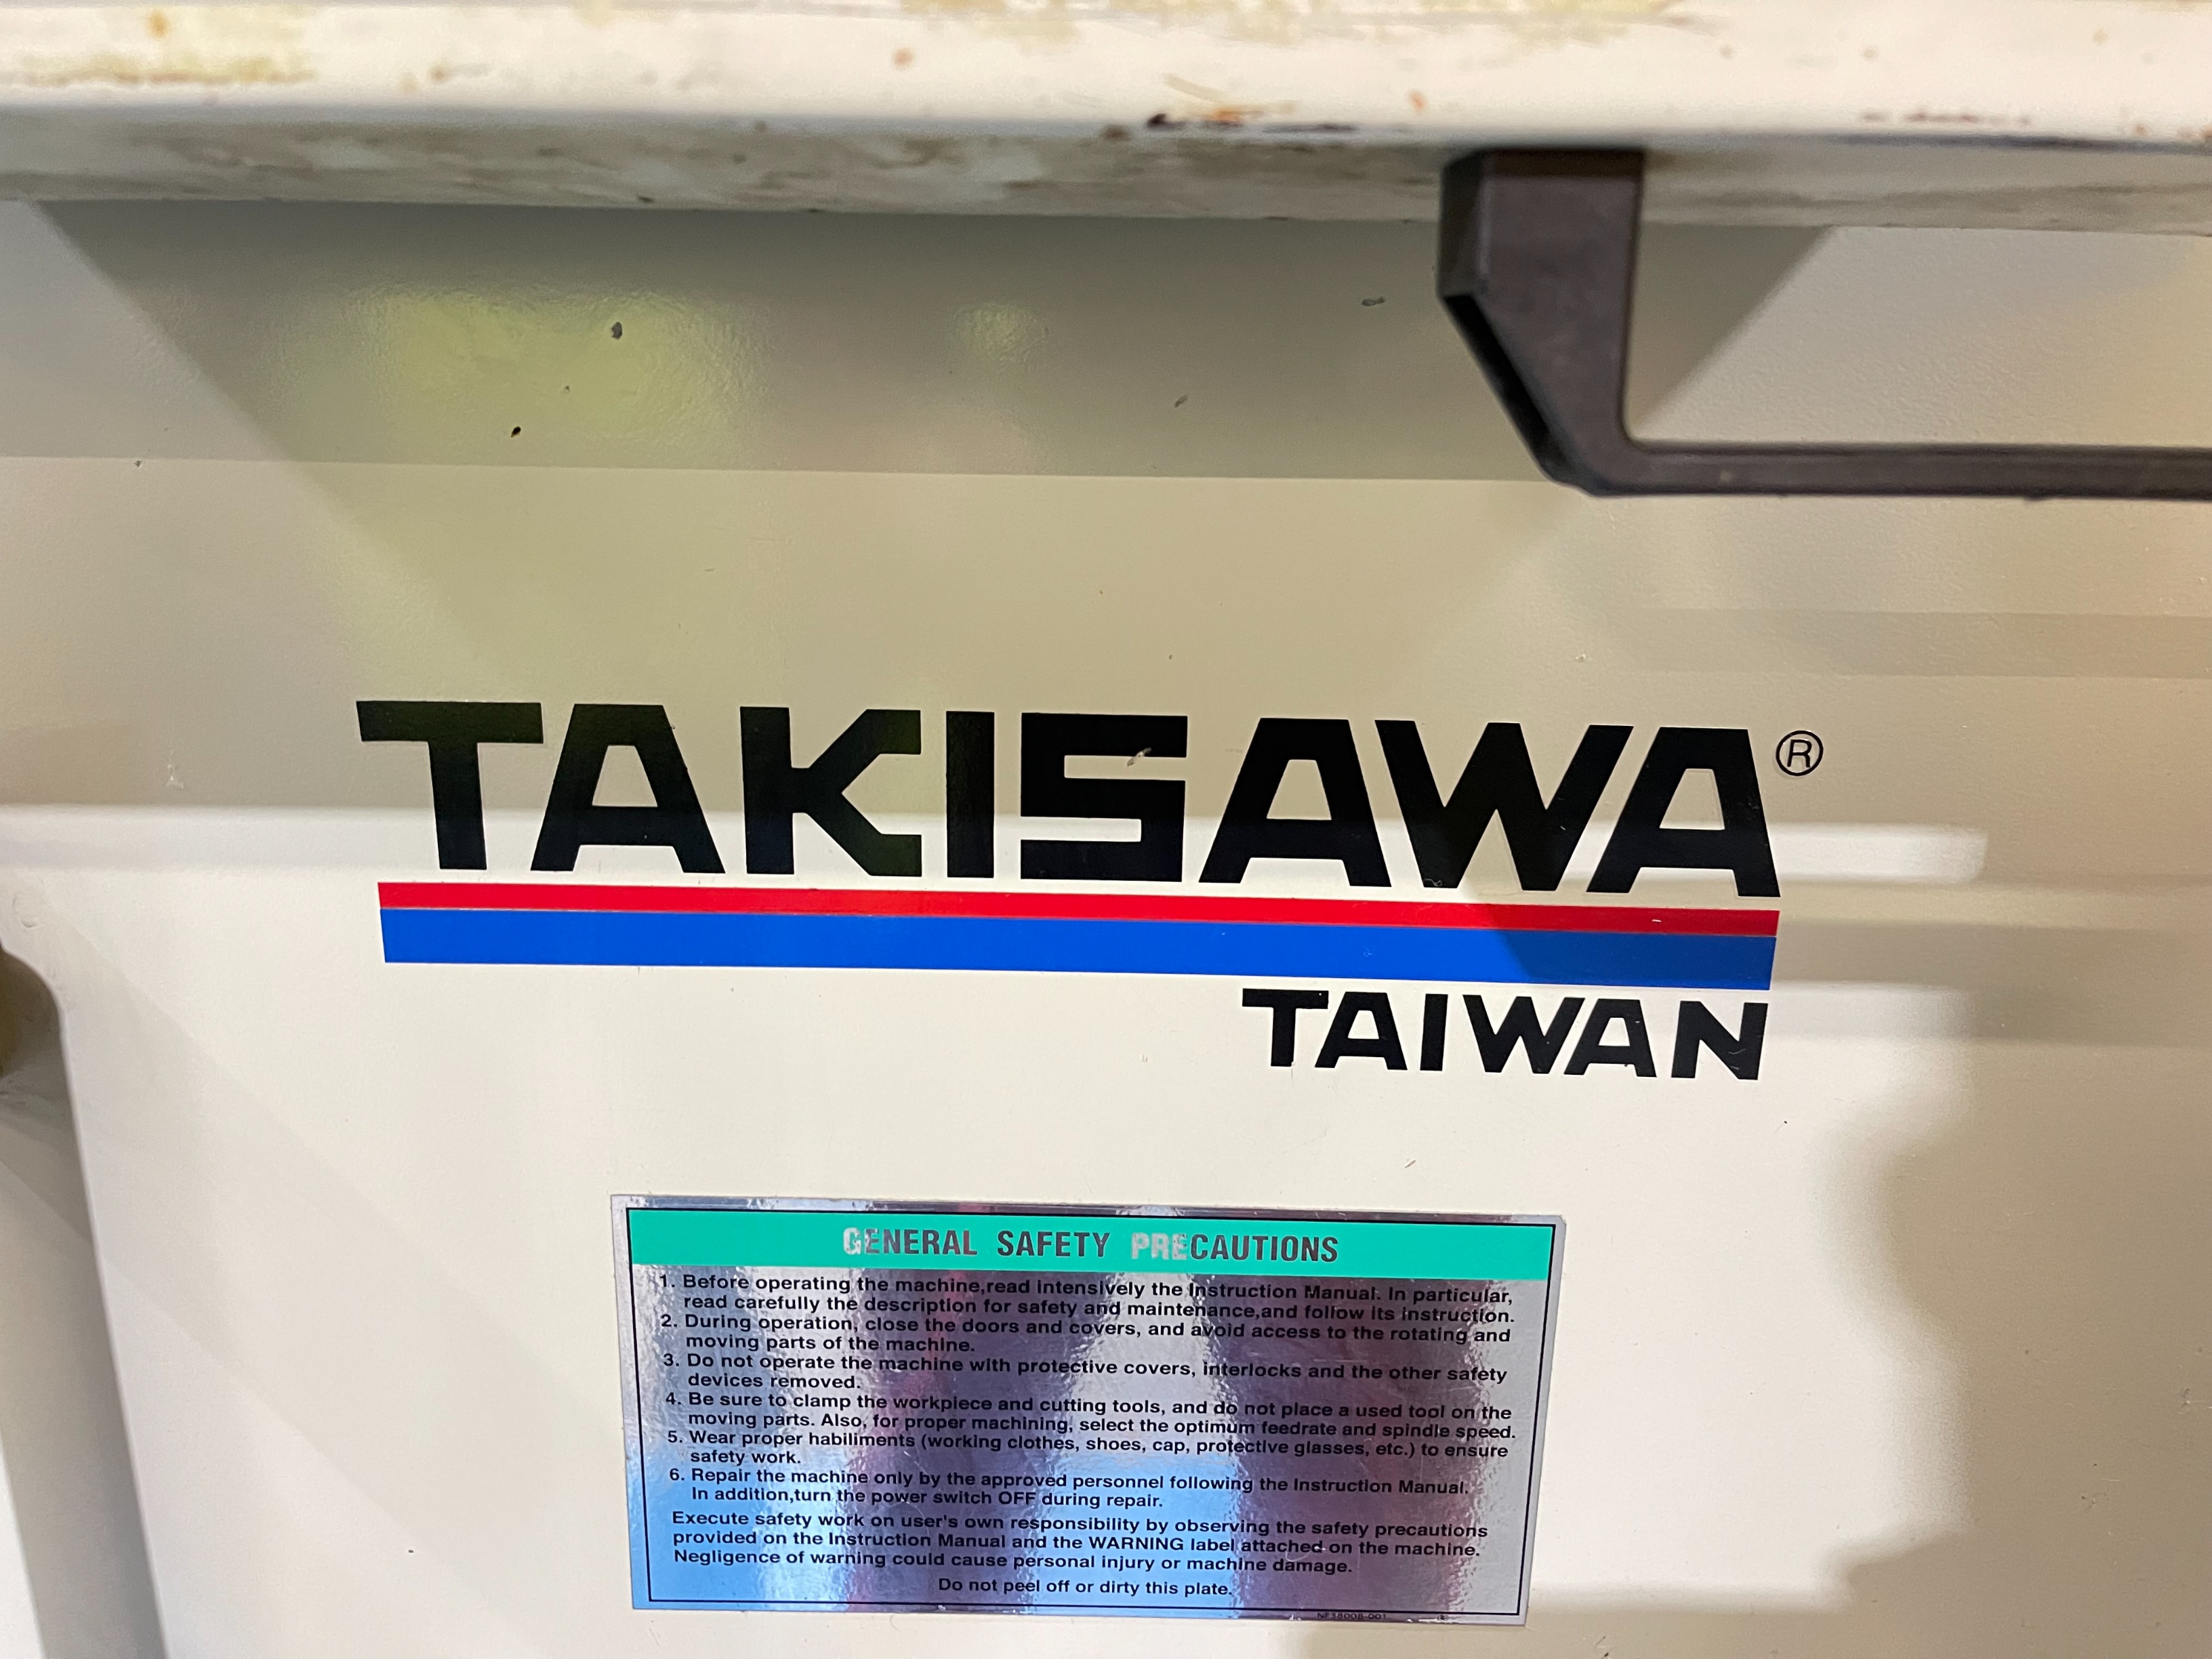 TAKISAWA®
TAIWAN
GENERAL SAFETY PRECAUTIONS
1. Before operating the machine,read intensively the Instruction Manual. In particular,
read carefully the description for safety and maintenance,and follow its instruction.
2. During operation, close the doors and covers, and avoid access to the rotating and
moving parts of the machine.
3. Do not operate the machine with protective covers, interlocks and the other safety
devices removed.
4. Be sure to clamp the workpiece and cutting tools, and do not place a used tool on the
moving parts. Also, for proper machining, select the optimum feedrate and spindle speed.
5. Wear proper habiliments (working clothes, shoes, cap, protective glasses, etc.) to ensure
safety work.
6. Repair the machine only by the approved personnel following the Instruction Manual.
In addition,turn the power switch OFF during repair.
Execute safety work on user's own responsibility by observing the safety precautions
provided on the Instruction Manual and the WARNING label attached on the machine.
Negligence of warning could cause personal injury or machine damage.
Do not peel off or dirty this plate.